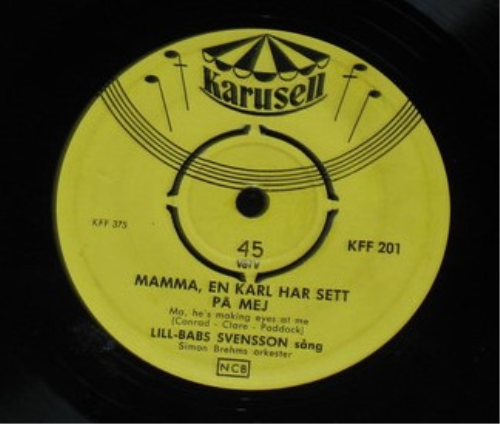 Karusell
KFF 375
45
Varv
KFF 201
MAMMA, EN KARL HAR SETT
PÅ MEJ
Ma, he's making eyes at me
(Conrad - Clare - Paddock)
LILL-BABS SVENSSON sång
Simon Brehms orkester
NCB